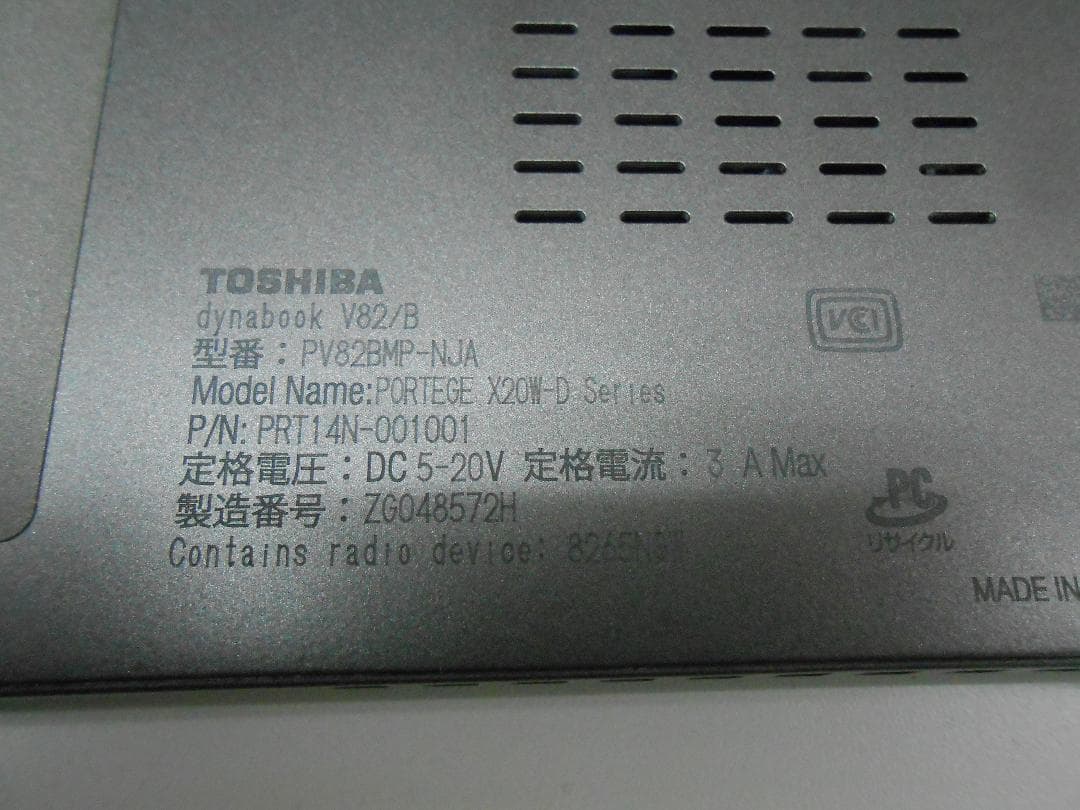 TOSHIBA
dynabook V82/B
型番：PV82BMP-NJA
Model Name:PORTEGE X20W-D Series
P/N: PRT14N-001001
定格電圧：DC 5-20V 定格電流：3 A Max
製造番号：ZG048572H
Contains radio device:
VCCI
PC
リサイクル
MADE IN